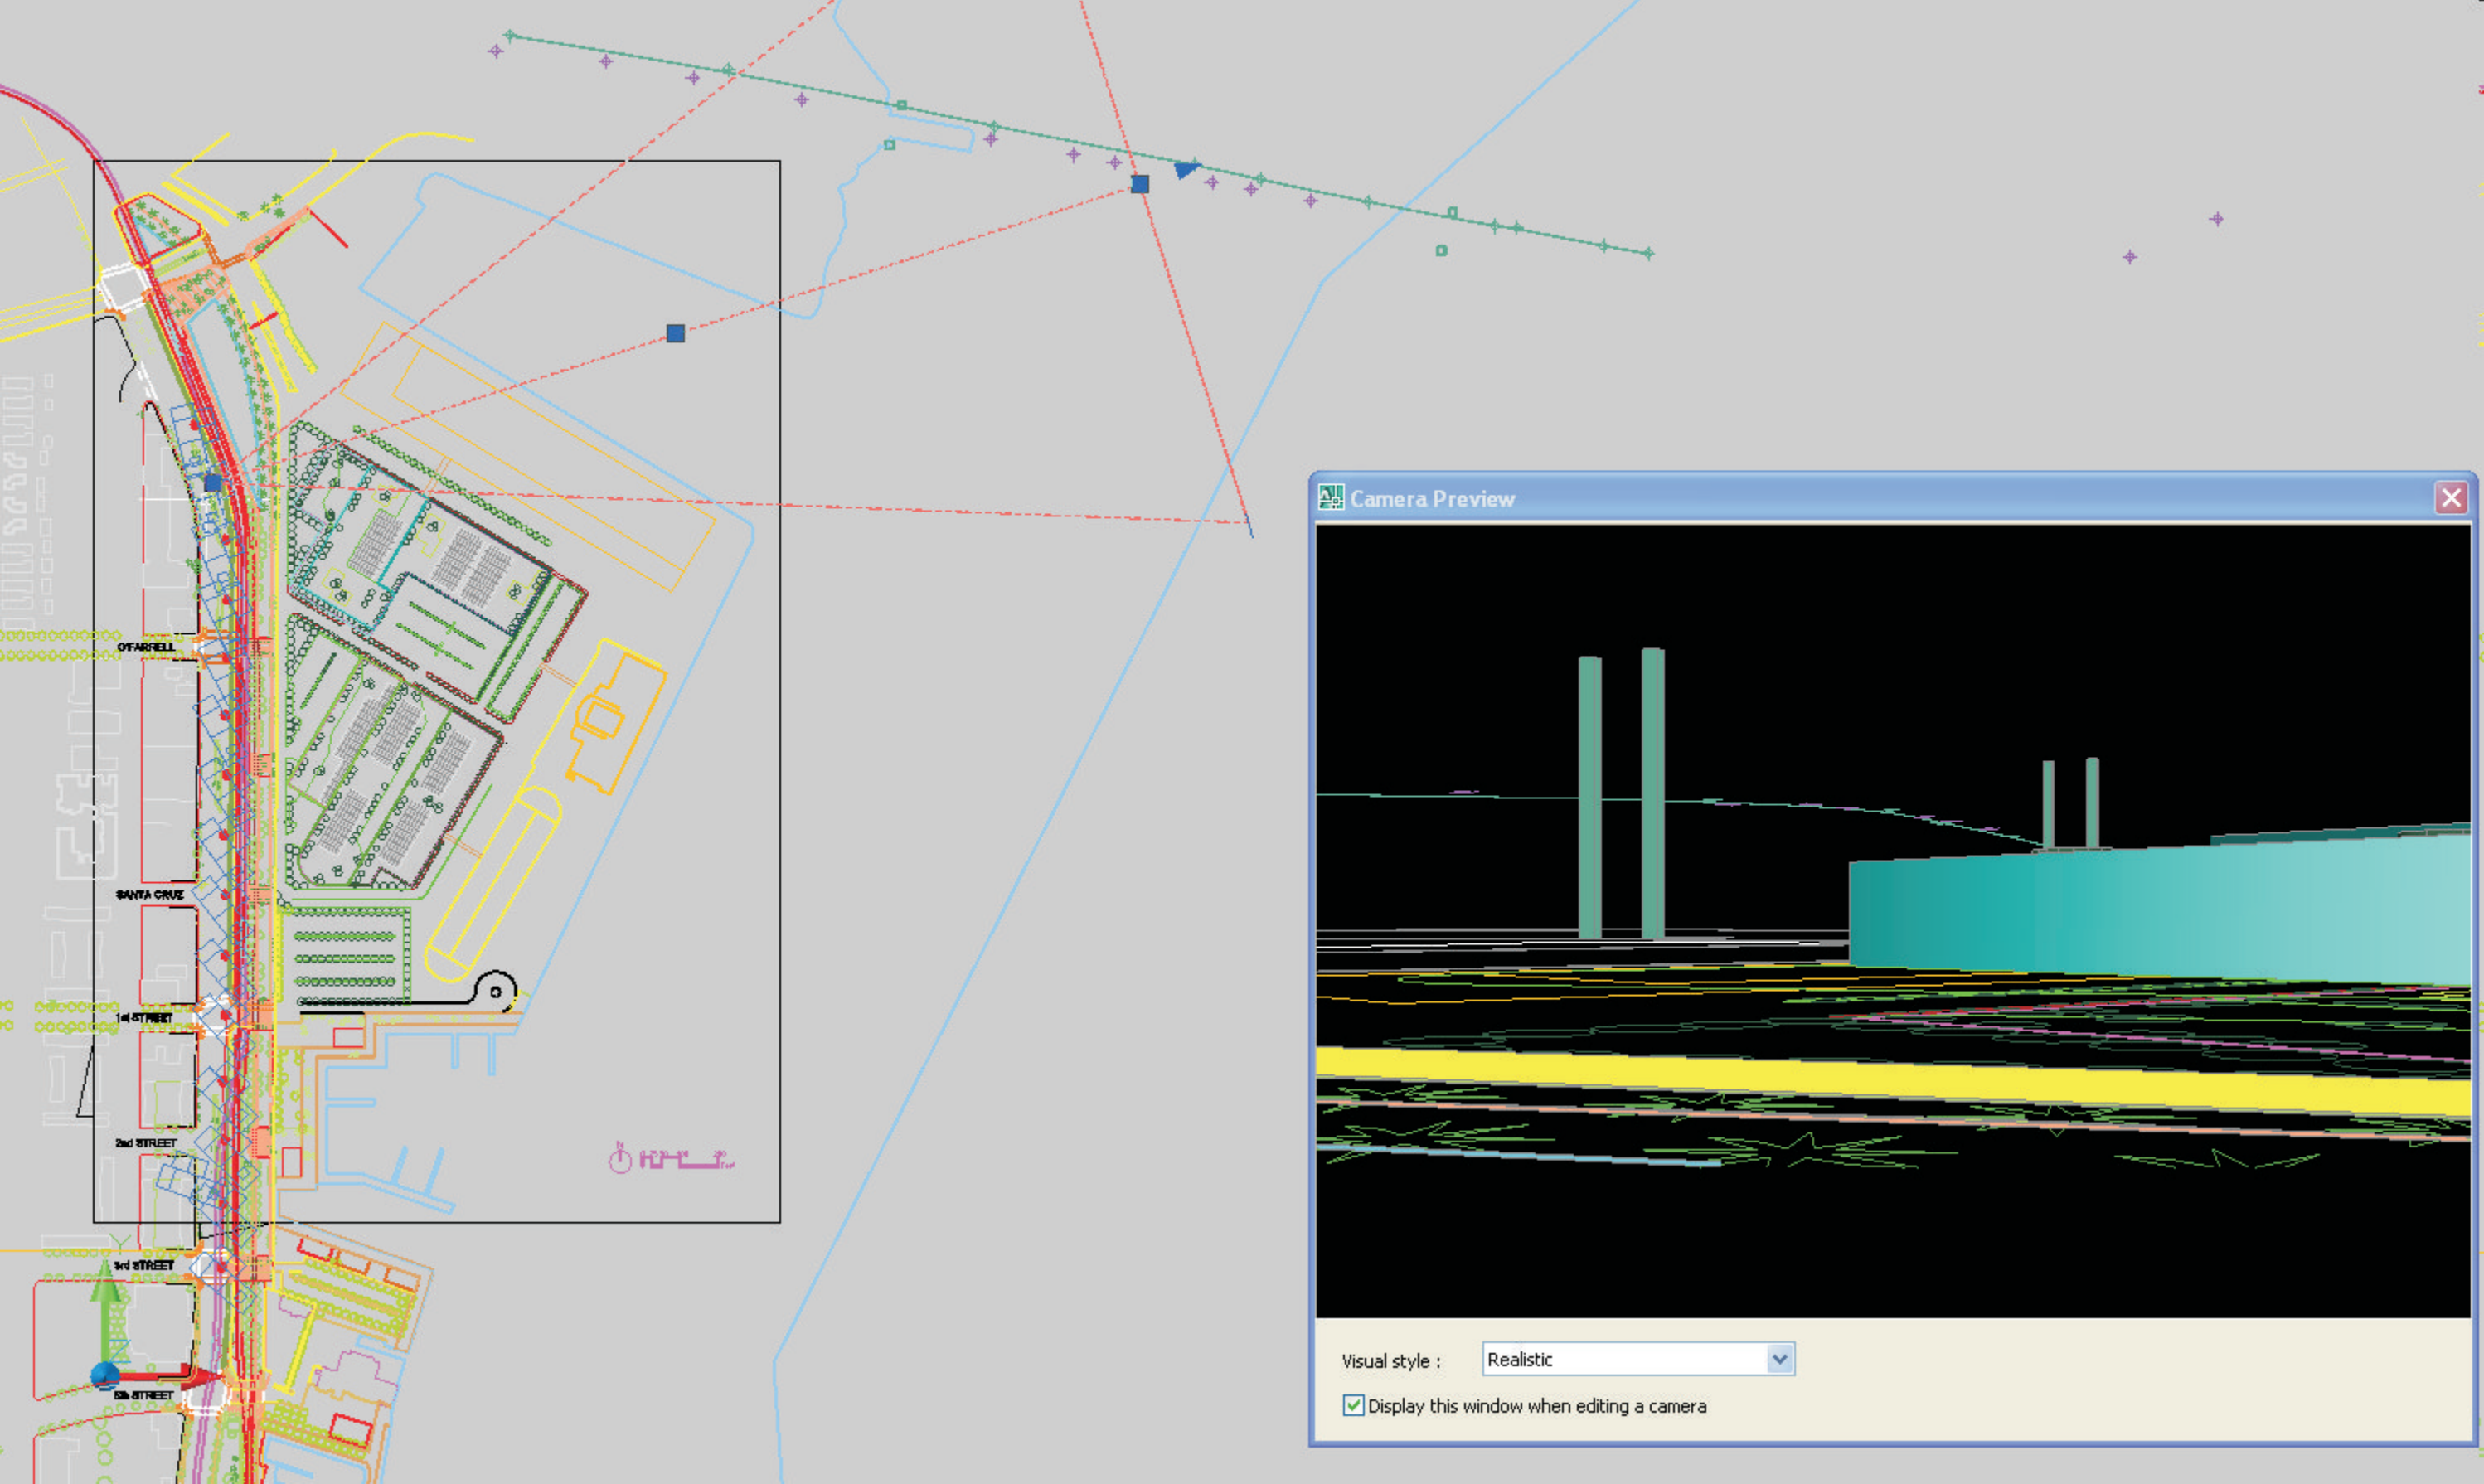 O'FARRELL
SANTA CRUZ
1st STREET
2nd STREET
3rd STREET
5th STREET
N
Y
Camera Preview
Visual style :
Realistic
Display this window when editing a camera